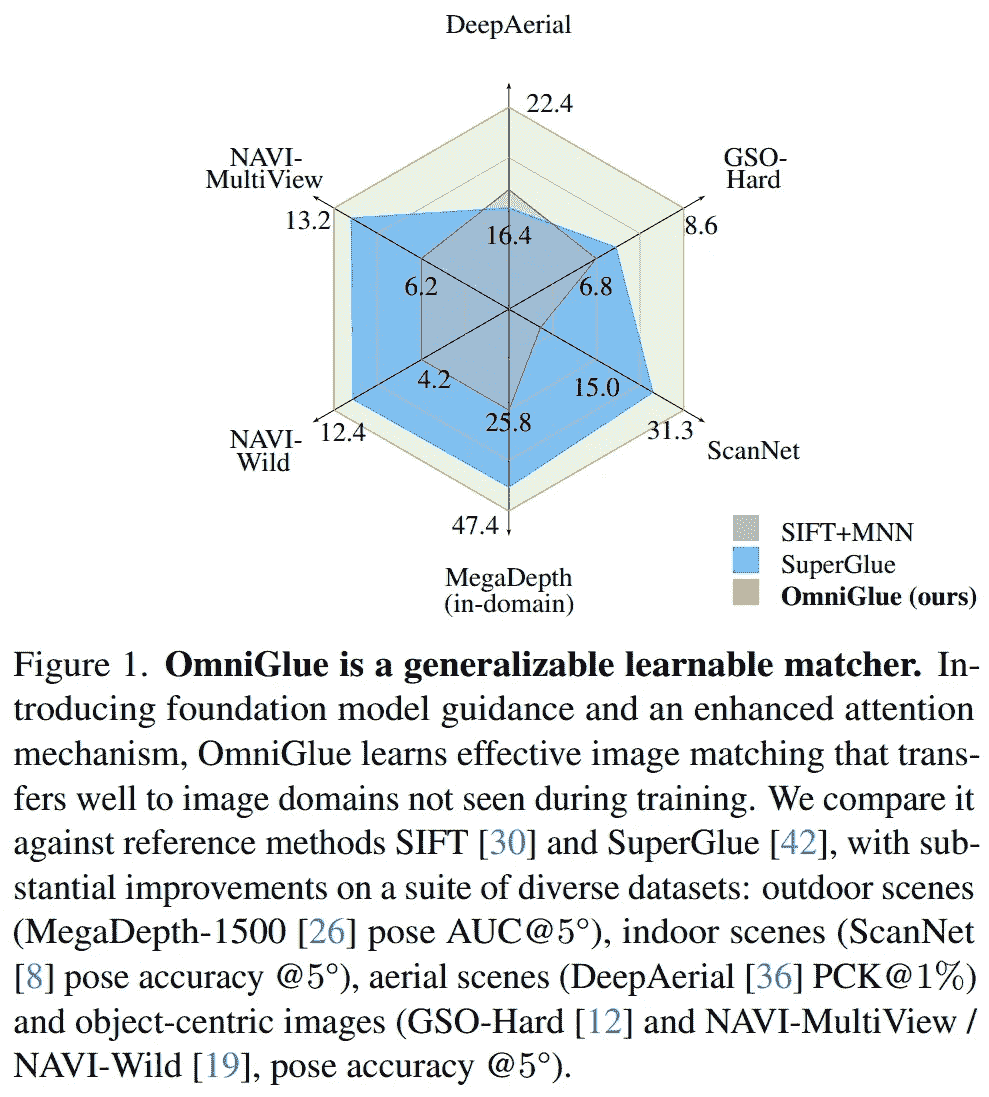 DeepAerial
22.4
NAVI-
MultiView
GSO-
Hard
13.2
8.6
16.4
6.2
6.8
4.2
15.0
25.8
12.4
31.3
NAVI-
Wild
ScanNet
47.4
MegaDepth
(in-domain)
SIFT+MNN
SuperGlue
OmniGlue (ours)
Figure 1. OmniGlue is a generalizable learnable matcher. In-
troducing foundation model guidance and an enhanced attention
mechanism, OmniGlue learns effective image matching that trans-
fers well to image domains not seen during training. We compare it
against reference methods SIFT [30] and SuperGlue [42], with sub-
stantial improvements on a suite of diverse datasets: outdoor scenes
(MegaDepth-1500 [26] pose AUC@5°), indoor scenes (ScanNet
[8] pose accuracy @5°), aerial scenes (DeepAerial [36] PCK@1%)
and object-centric images (GSO-Hard [12] and NAVI-MultiView /
NAVI-Wild [19], pose accuracy @5°).